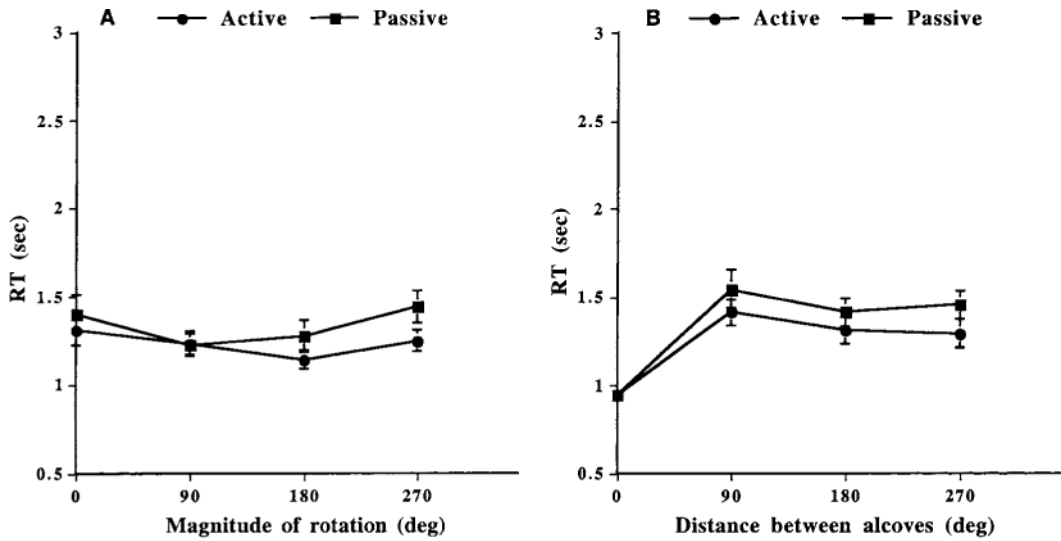 A
Active
Passive
3
2.5
2
1.5
1
0.5
RT (sec)
0
90
180
270
Magnitude of rotation (deg)
B
Active
Passive
3
2.5
2
1.5
1
0.5
RT (sec)
0
90
180
270
Distance between alcoves (deg)